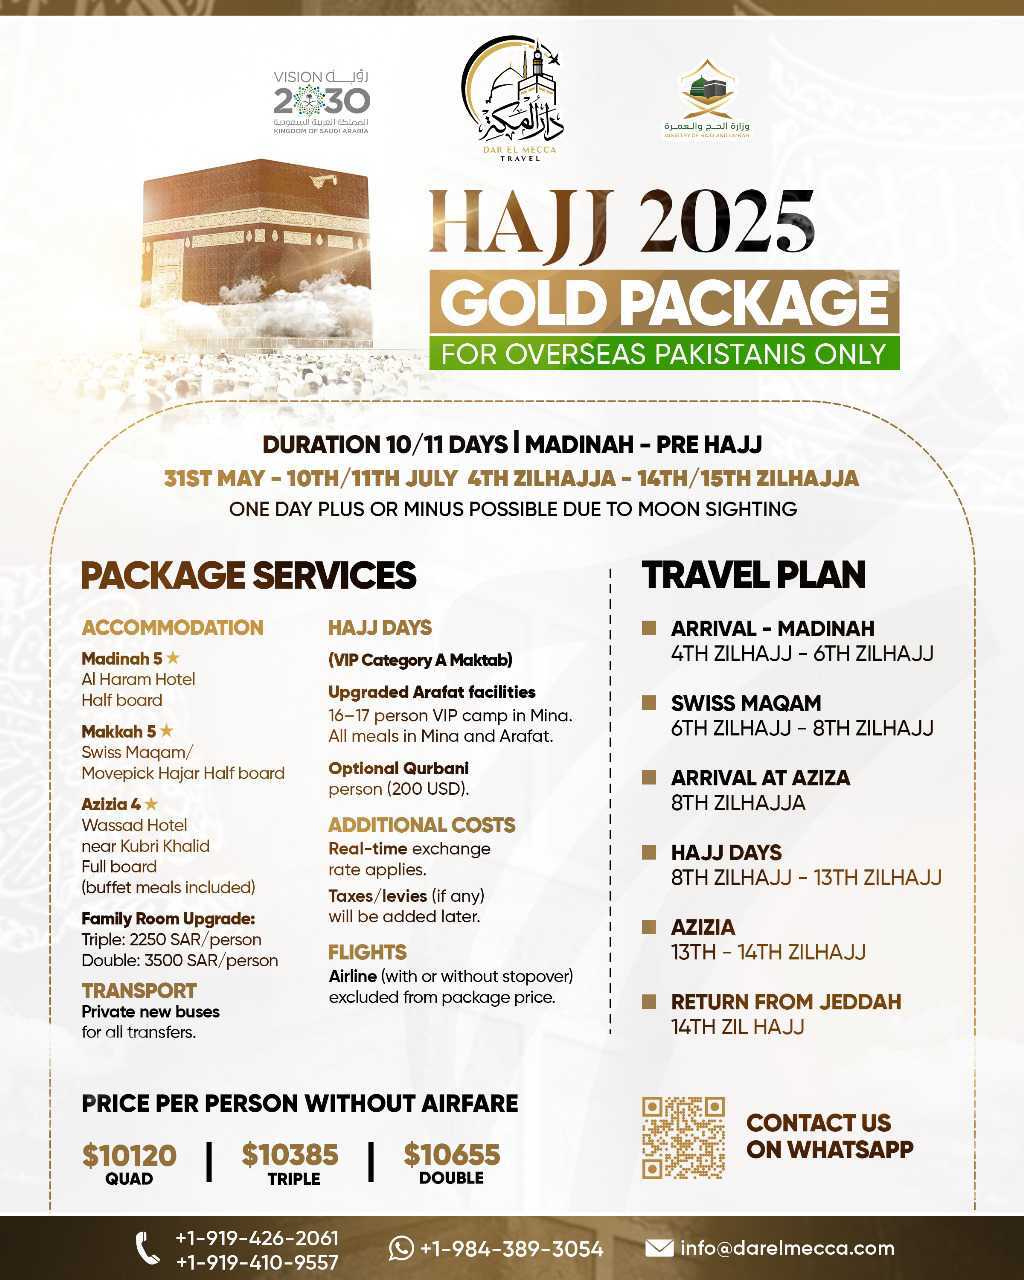 VISION رؤيــة
2030
المملكة العربية السعودية
KINGDOM OF SAUDI ARABIA
دار المكة
DAR EL MECCA
TRAVEL
وزارة الحـج والـعمـرة
MINISTRY OF HAJJ AND UMRAH
HAJJ 2025
GOLD PACKAGE
FOR OVERSEAS PAKISTANIS ONLY
DURATION 10/11 DAYS | MADINAH - PRE HAJJ
31ST MAY - 10TH/11TH JULY 4TH ZILHAJJA - 14TH/15TH ZILHAJJA
ONE DAY PLUS OR MINUS POSSIBLE DUE TO MOON SIGHTING
PACKAGE SERVICES
ACCOMMODATION
Madinah 5 ★
Al Haram Hotel
Half board
Makkah 5 ★
Swiss Maqam/
Movepick Hajar Half board
Azizia 4 ★
Wassad Hotel
near Kubri Khalid
Full board
(buffet meals included)
Family Room Upgrade:
Triple: 2250 SAR/person
Double: 3500 SAR/person
TRANSPORT
Private new buses
for all transfers.
HAJJ DAYS
(VIP Category A Maktab)
Upgraded Arafat facilities
16–17 person VIP camp in Mina.
All meals in Mina and Arafat.
Optional Qurbani
person (200 USD).
ADDITIONAL COSTS
Real-time exchange
rate applies.
Taxes/levies (if any)
will be added later.
FLIGHTS
Airline (with or without stopover)
excluded from package price.
TRAVEL PLAN
ARRIVAL - MADINAH
4TH ZILHAJJ - 6TH ZILHAJJ
SWISS MAQAM
6TH ZILHAJJ - 8TH ZILHAJJ
ARRIVAL AT AZIZA
8TH ZILHAJJA
HAJJ DAYS
8TH ZILHAJJ - 13TH ZILHAJJ
AZIZIA
13TH - 14TH ZILHAJJ
RETURN FROM JEDDAH
14TH ZIL HAJJ
PRICE PER PERSON WITHOUT AIRFARE
$10120 | $10385 | $10655
QUAD TRIPLE DOUBLE
CONTACT US
ON WHATSAPP
+1-919-426-2061
+1-919-410-9557
+1-984-389-3054
info@darelmecca.com